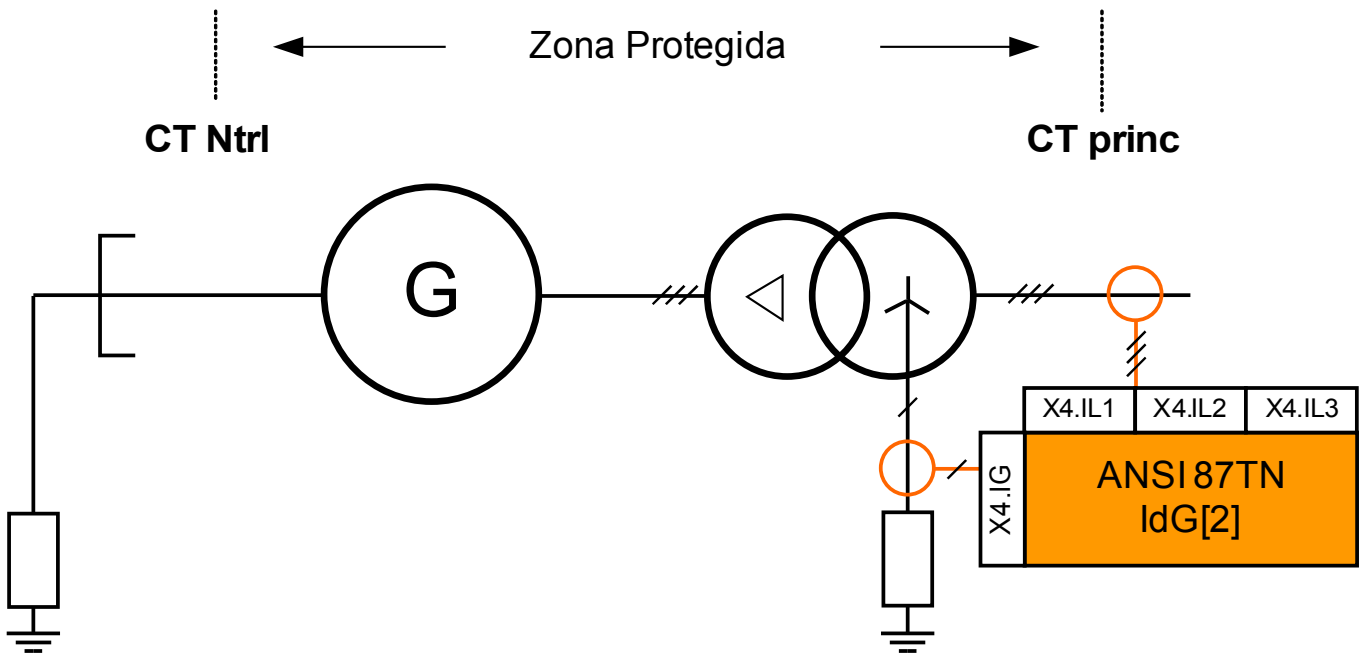 Zona Protegida
CT Ntrl
CT princ
G
X4.IL1
X4.IL2
X4.IL3
X4.IG
ANSI 87TN
IdG[2]